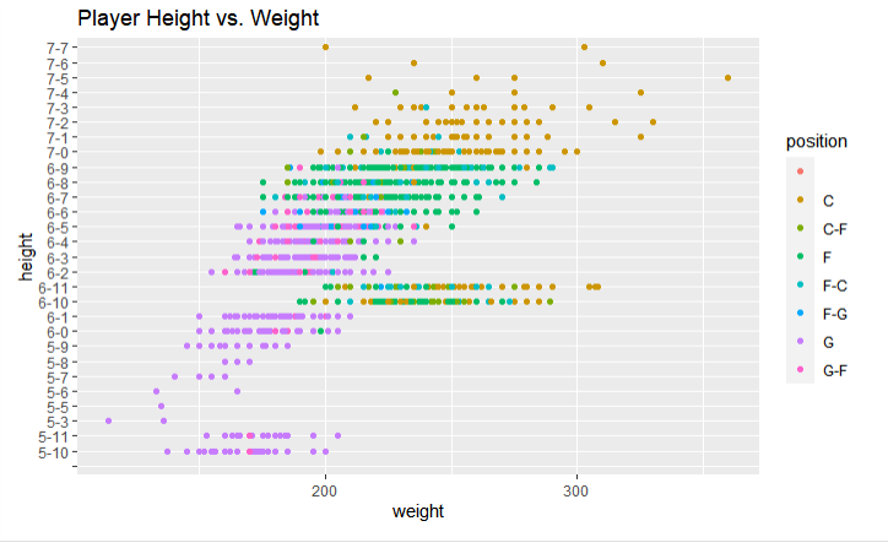 Player Height vs. Weight
height
7-7
7-6
7-5
7-4
7-3
7-2
7-1
7-0
6-9
6-8
6-7
6-6
6-5
6-4
6-3
6-2
6-11
6-10
6-1
6-0
5-9
5-8
5-7
5-6
5-5
5-3
5-11
5-10
200 300
weight
position
C
C-F
F
F-C
F-G
G
G-F